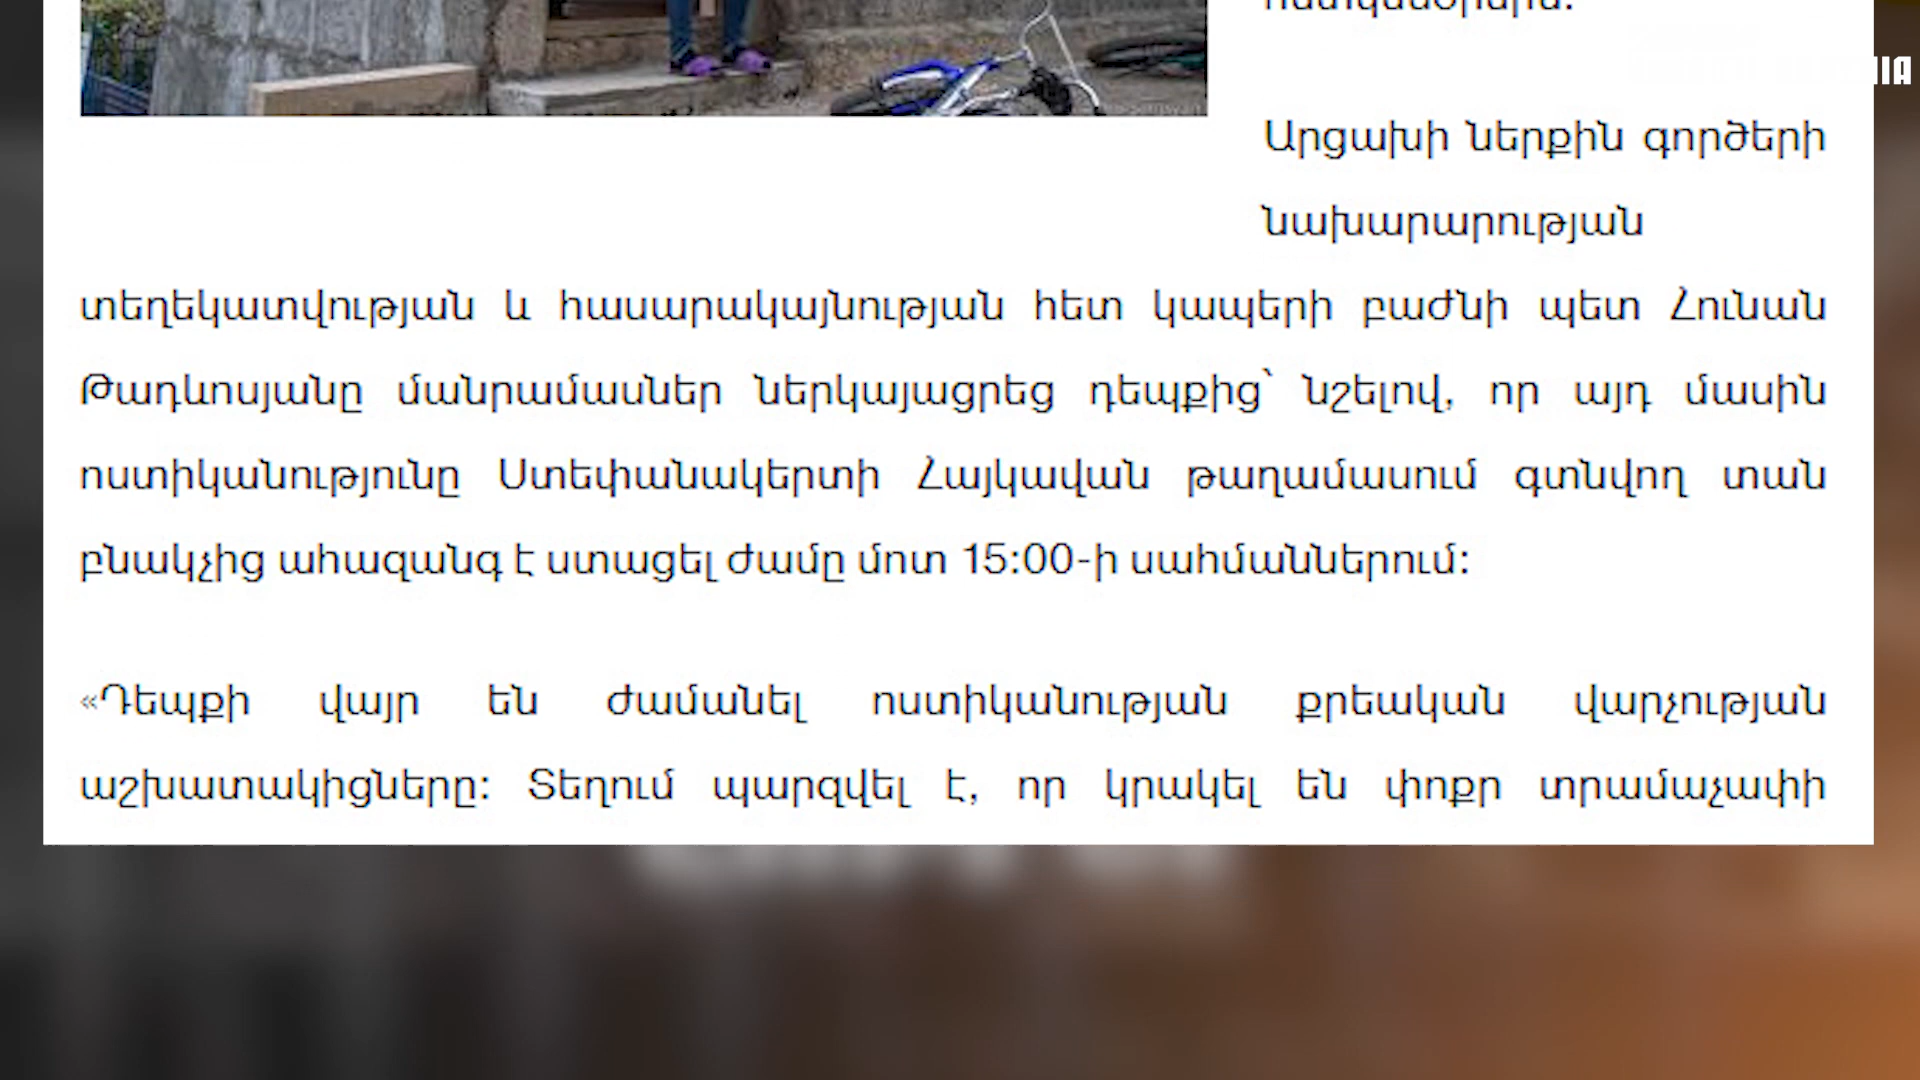 Արցախի ներքին գործերի
նախարարության
տեղեկատվության և հասարակայնության հետ կապերի բաժնի պետ Հունան
Թադևոսյանը մանրամասներ ներկայացրեց դեպքից՝ նշելով, որ այդ մասին
ոստիկանությունը Ստեփանակերտի Հայկավան թաղամասում գտնվող տան
բնակչից ահազանգ է ստացել ժամը մոտ 15:00-ի սահմաններում:
«Դեպքի վայր են ժամանել ոստիկանության քրեական վարչության
աշխատակիցները: Տեղում պարզվել է, որ կրակել են փոքր տրամաչափի